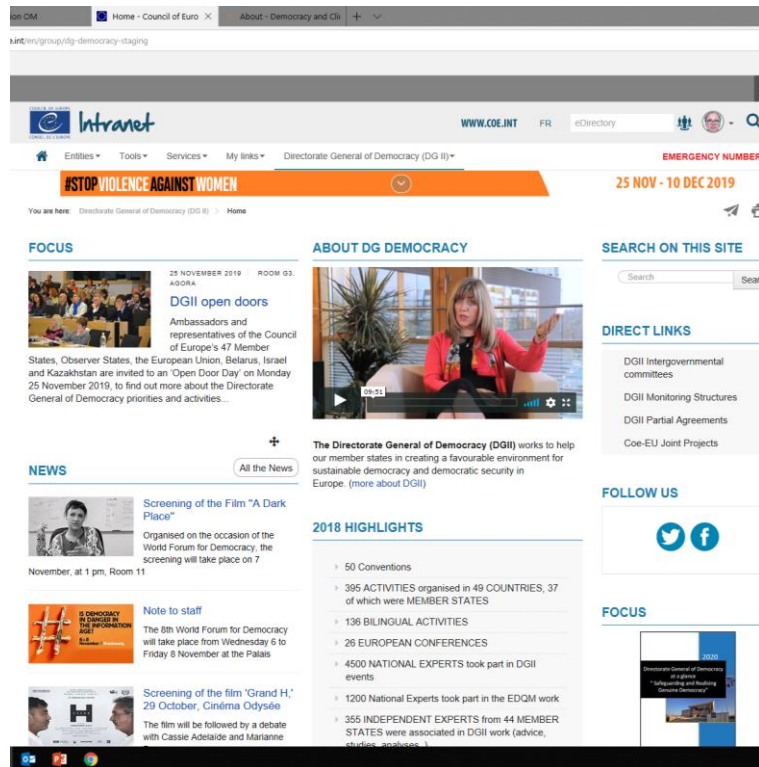 on OM
Home - Council of Euro
About - Democracy and Cli
e.int/en/group/dg-democracy-staging
COUNCIL OF EUROPE
CONSEIL DE L'EUROPE
Intranet
WWW.COE.INT
FR
eDirectory
Entities
Tools
Services
My links
Directorate General of Democracy (DG II)
EMERGENCY NUMBER
#STOPVIOLENCEAGAINSTWOMEN
25 NOV - 10 DEC 2019
You are here: Directorate General of Democracy (DG II) > Home
FOCUS
25 NOVEMBER 2019 ROOM G3,
AGORA
DGII open doors
Ambassadors and
representatives of the Council
of Europe's 47 Member
States, Observer States, the European Union, Belarus, Israel
and Kazakhstan are invited to an 'Open Door Day' on Monday
25 November 2019, to find out more about the Directorate
General of Democracy priorities and activities...
NEWS
All the News
Screening of the Film "A Dark
Place"
Organised on the occasion of the
World Forum for Democracy, the
screening will take place on 7
November, at 1 pm, Room 11
IS DEMOCRACY
IN DANGER IN
THE INFORMATION
AGE?
Note to staff
The 8th World Forum for Democracy
will take place from Wednesday 6 to
Friday 8 November at the Palais
H
Screening of the film 'Grand H,'
29 October, Cinéma Odysée
The film will be followed by a debate
with Cassie Adelaïde and Marianne
ABOUT DG DEMOCRACY
09:51
The Directorate General of Democracy (DGII) works to help
our member states in creating a favourable environment for
sustainable democracy and democratic security in
Europe. (more about DGII)
2018 HIGHLIGHTS
50 Conventions
395 ACTIVITIES organised in 49 COUNTRIES, 37
of which were MEMBER STATES
136 BILINGUAL ACTIVITIES
26 EUROPEAN CONFERENCES
4500 NATIONAL EXPERTS took part in DGII
events
1200 National Experts took part in the EDQM work
355 INDEPENDENT EXPERTS from 44 MEMBER
STATES were associated in DGII work (advice,
studies, analyses..)
SEARCH ON THIS SITE
Search
Sear
DIRECT LINKS
DGII Intergovernmental
committees
DGII Monitoring Structures
DGII Partial Agreements
Coe-EU Joint Projects
FOLLOW US
FOCUS
2020
Directorate General of Democracy
at a glance
"Safeguarding and Realising
Genuine Democracy"